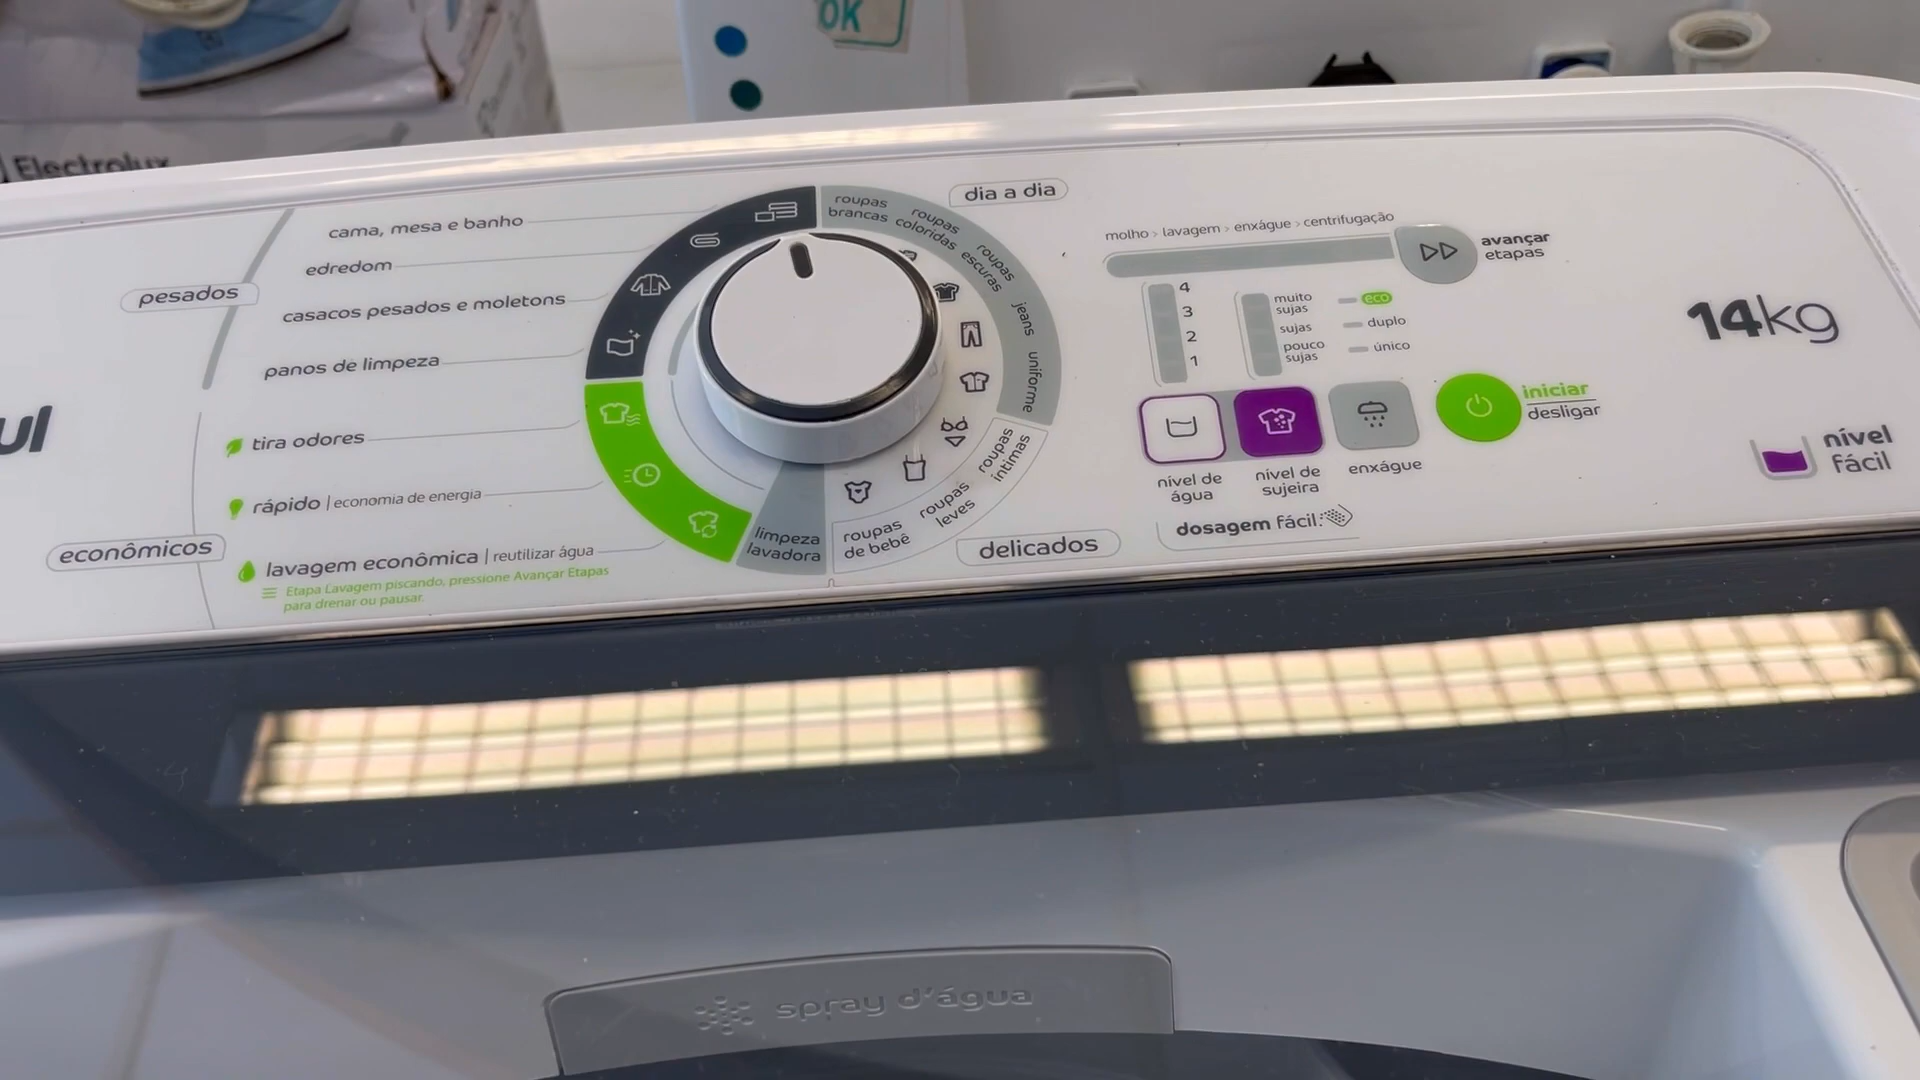 OK
Electrolux
ul
pesados
cama, mesa e banho
edredom
casacos pesados e moletons
panos de limpeza
econômicos
tira odores
rápido | economia de energia
lavagem econômica | reutilizar água
Etapa Lavagem piscando, pressione Avançar Etapas
para drenar ou pausar.
dia a dia
roupas
brancas
roupas
coloridas
roupas
escuras
jeans
uniforme
roupas
íntimas
roupas
leves
roupas
de bebê
delicados
limpeza
lavadora
molho › lavagem › enxágue › centrifugação
avançar
etapas
4
3
2
1
muito
sujas
sujas
pouco
sujas
eco
duplo
único
nível de
água
nível de
sujeira
enxágue
iniciar
desligar
dosagem fácil:
14kg
nível
fácil
spray d'água